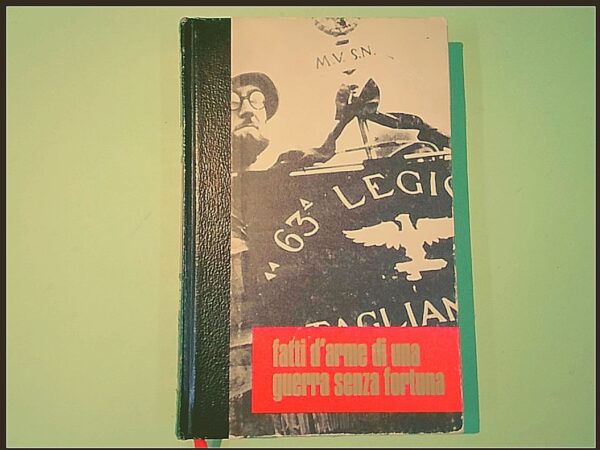 M.V.S.N.
"63ª LEGIO
TAGLIAM
fatti d'arme di una
guerra senza fortuna